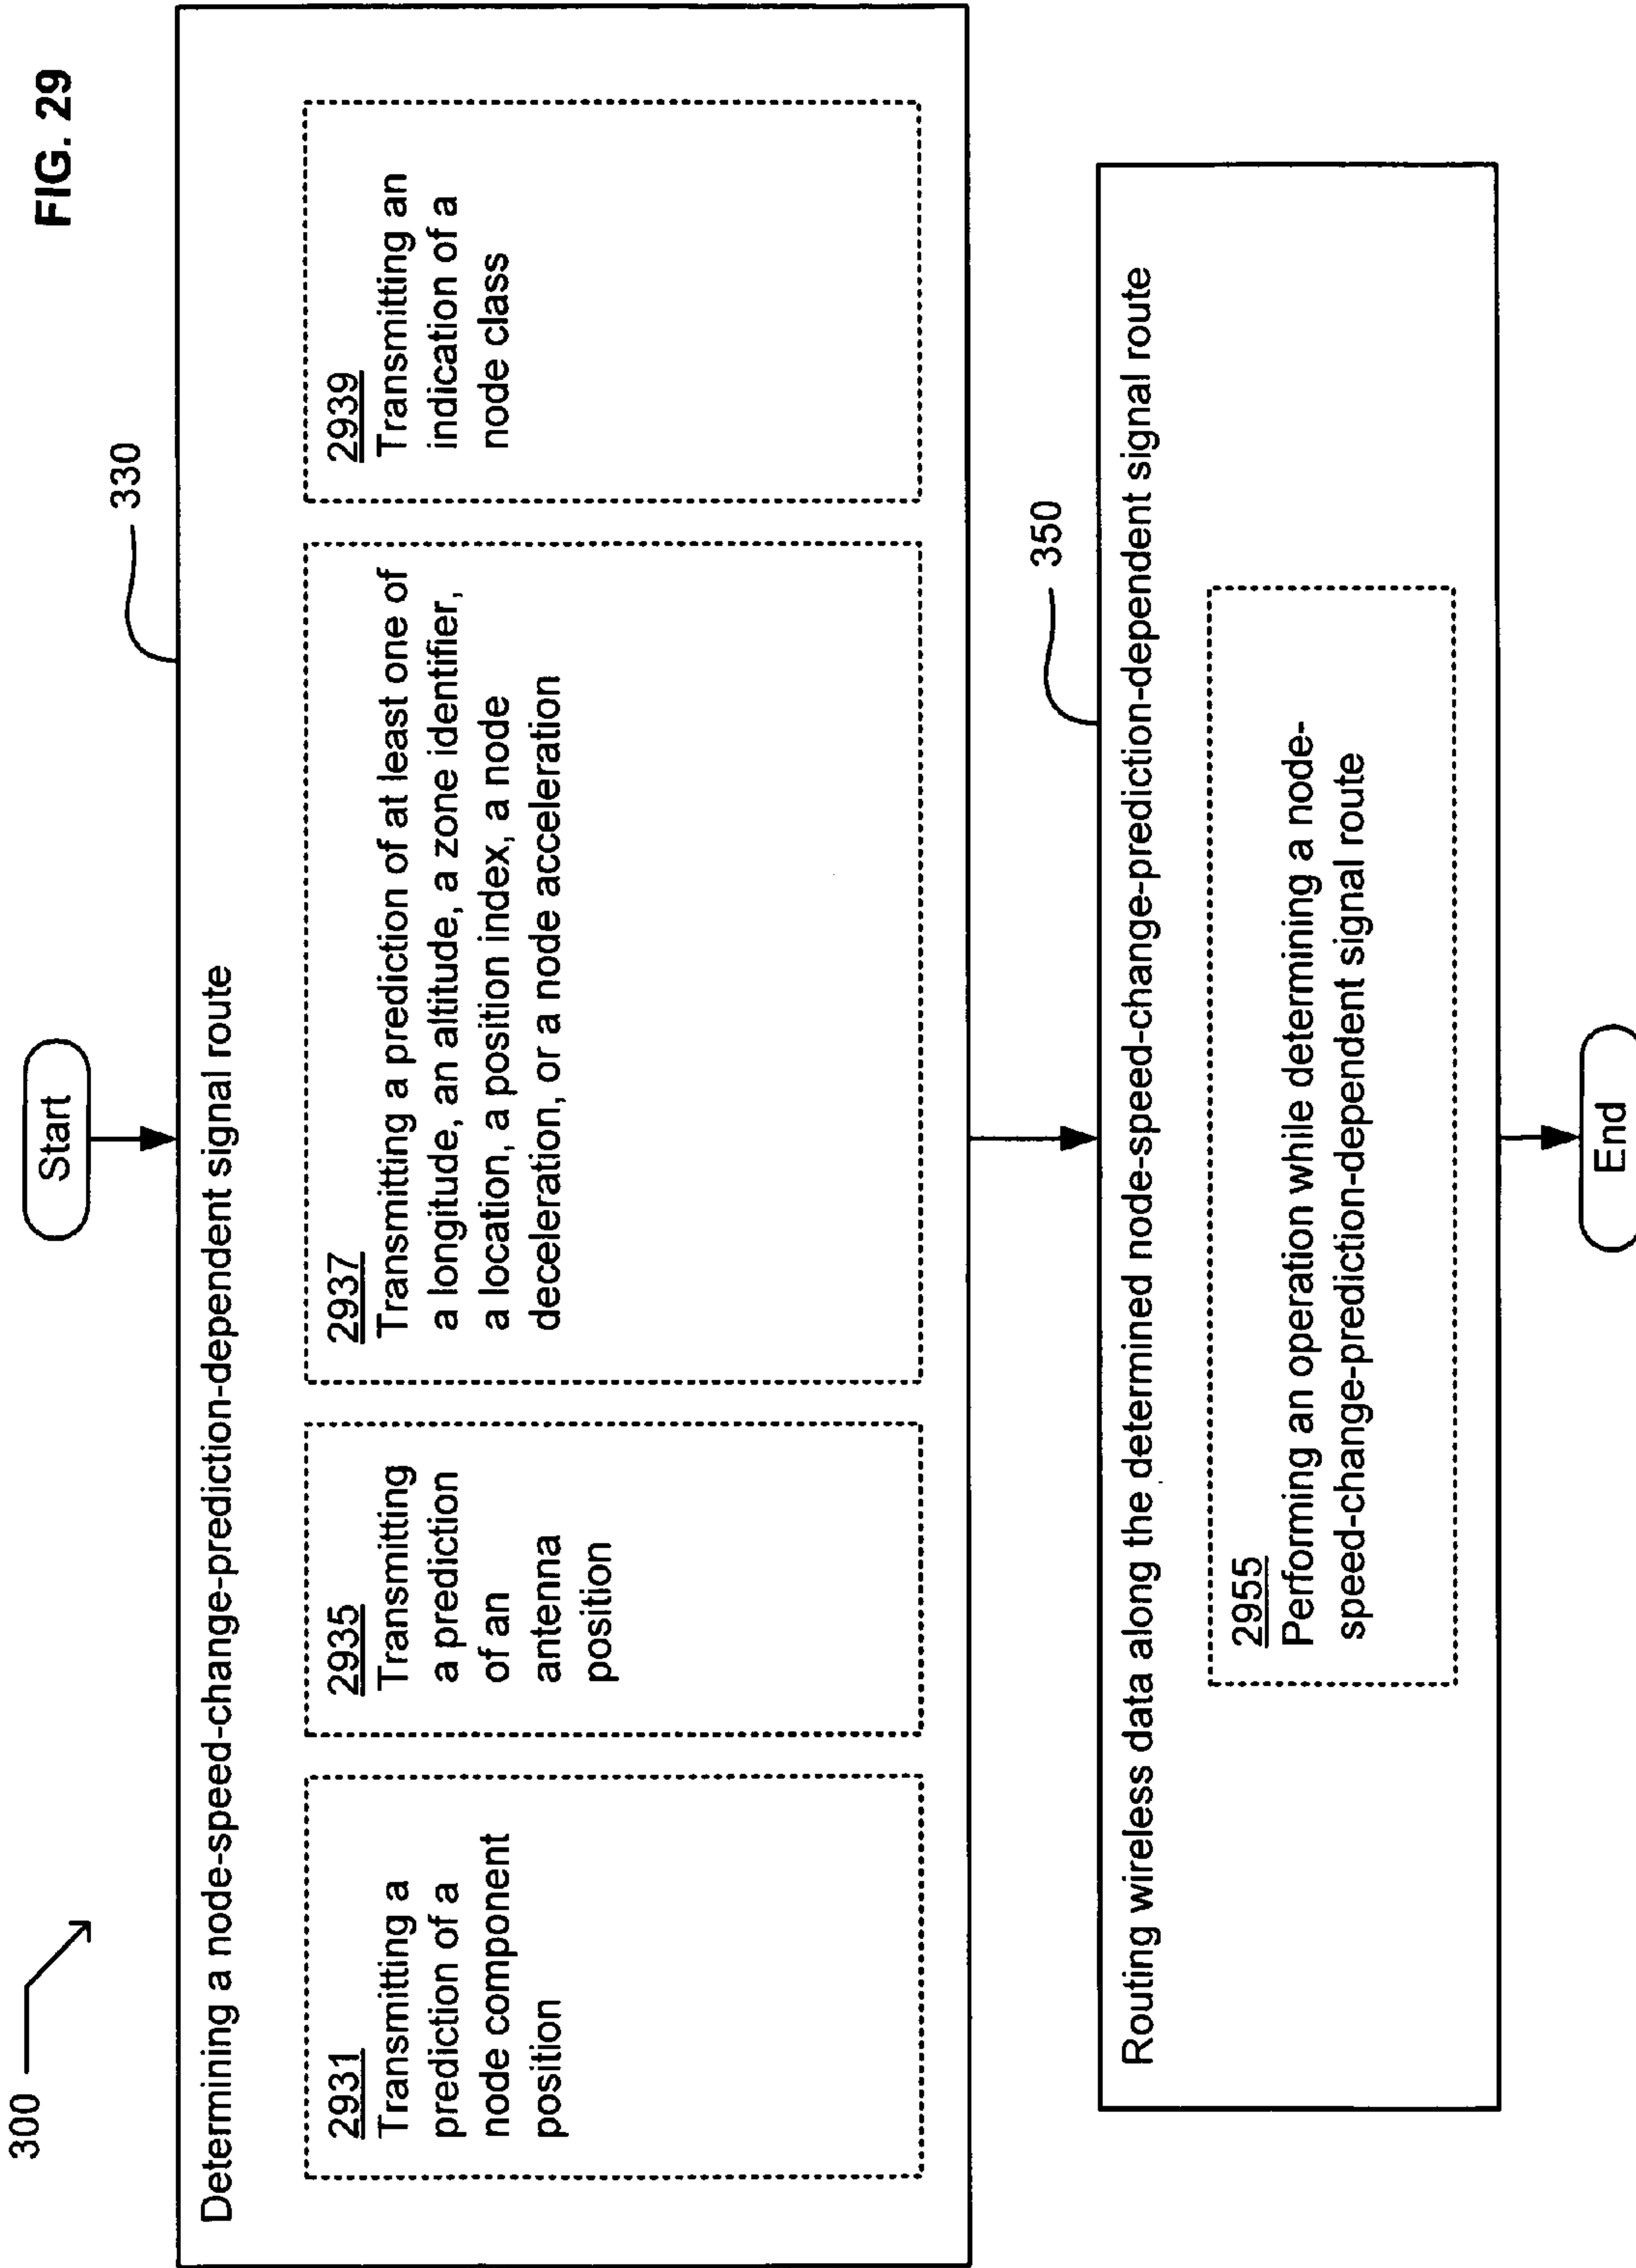 FIG. 29
300
Start
330
Determining a node-speed-change-prediction-dependent signal route
2931
Transmitting a
prediction of a
node component
position
2935
Transmitting
a prediction
of an
antenna
position
2937
Transmitting a prediction of at least one of
a longitude, an altitude, a zone identifier,
a location, a position index, a node
deceleration, or a node acceleration
2939
Transmitting an
indication of a
node class
350
Routing wireless data along the determined node-speed-change-prediction-dependent signal route
2955
Performing an operation while determining a node-
speed-change-prediction-dependent signal route
End